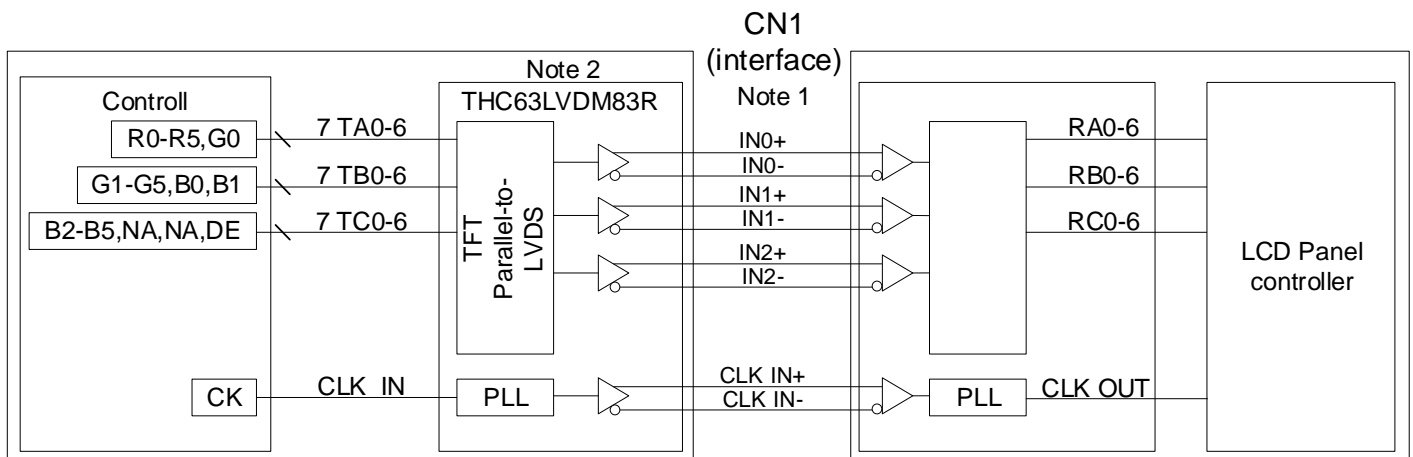 CN1
(interface)
Note 1
Note 2
THC63LVDM83R
Controll
R0-R5,G0
7 TA0-6
G1-G5,B0,B1
7 TB0-6
B2-B5,NA,NA,DE
7 TC0-6
TFT
Parallel-to-
LVDS
IN0+
IN0-
IN1+
IN1-
IN2+
IN2-
RA0-6
RB0-6
RC0-6
LCD Panel
controller
CK
CLK IN
PLL
CLK IN+
CLK IN-
PLL
CLK OUT